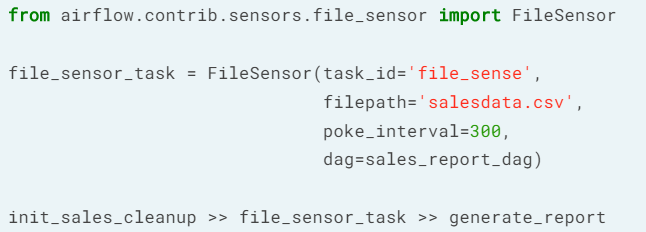 from airflow.contrib.sensors.file_sensor import FileSensor
file_sensor_task = FileSensor(task_id='file_sense',
filepath='salesdata.csv',
poke_interval=300,
dag=sales_report_dag)
init_sales_cleanup >> file_sensor_task >> generate_report